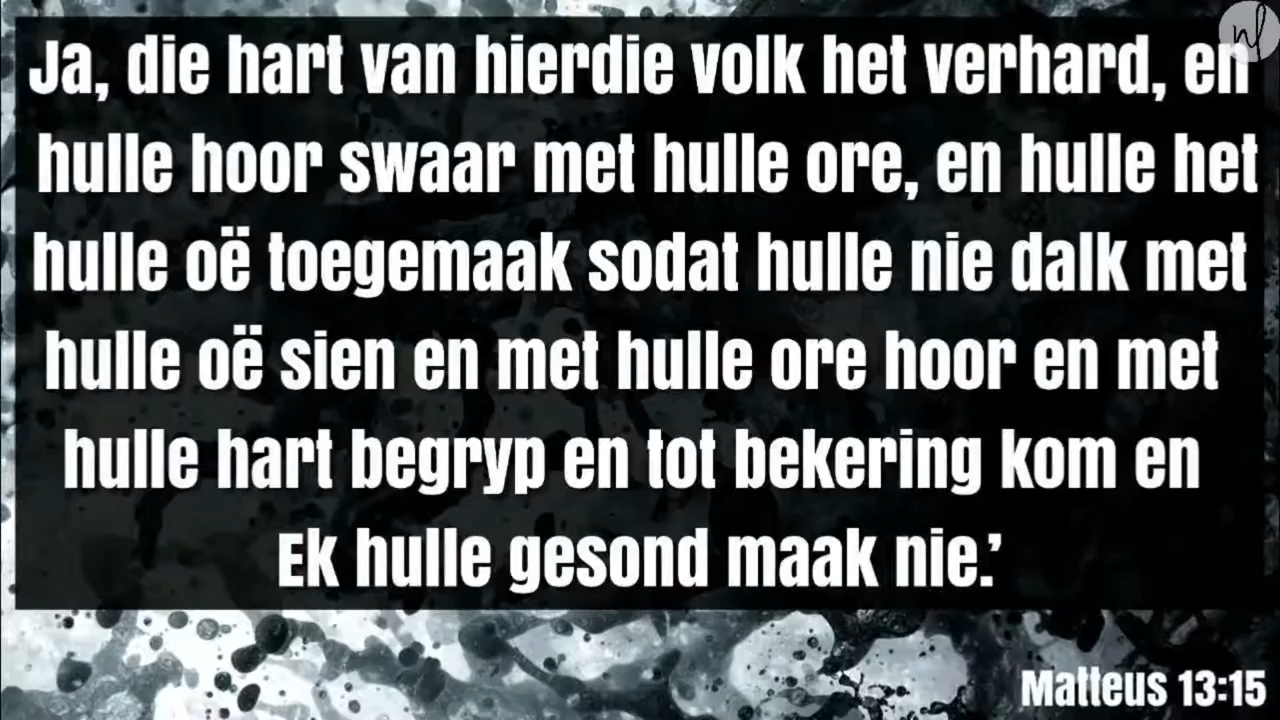 Ja, die hart van hierdie volk het verhard, en
hulle hoor swaar met hulle ore, en hulle het
hulle oë toegemaak sodat hulle nie dalk met
hulle oë sien en met hulle ore hoor en met
hulle hart begryp en tot bekering kom en
Ek hulle gesond maak nie.’
Matteus 13:15